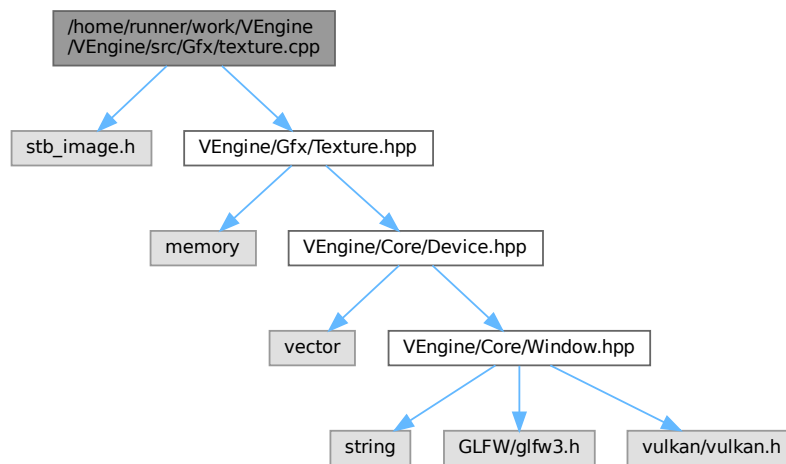 /home/runner/work/VEngine
/VEngine/src/Gfx/texture.cpp
stb_image.h
VEngine/Gfx/Texture.hpp
memory
VEngine/Core/Device.hpp
vector
VEngine/Core/Window.hpp
string
GLFW/glfw3.h
vulkan/vulkan.h